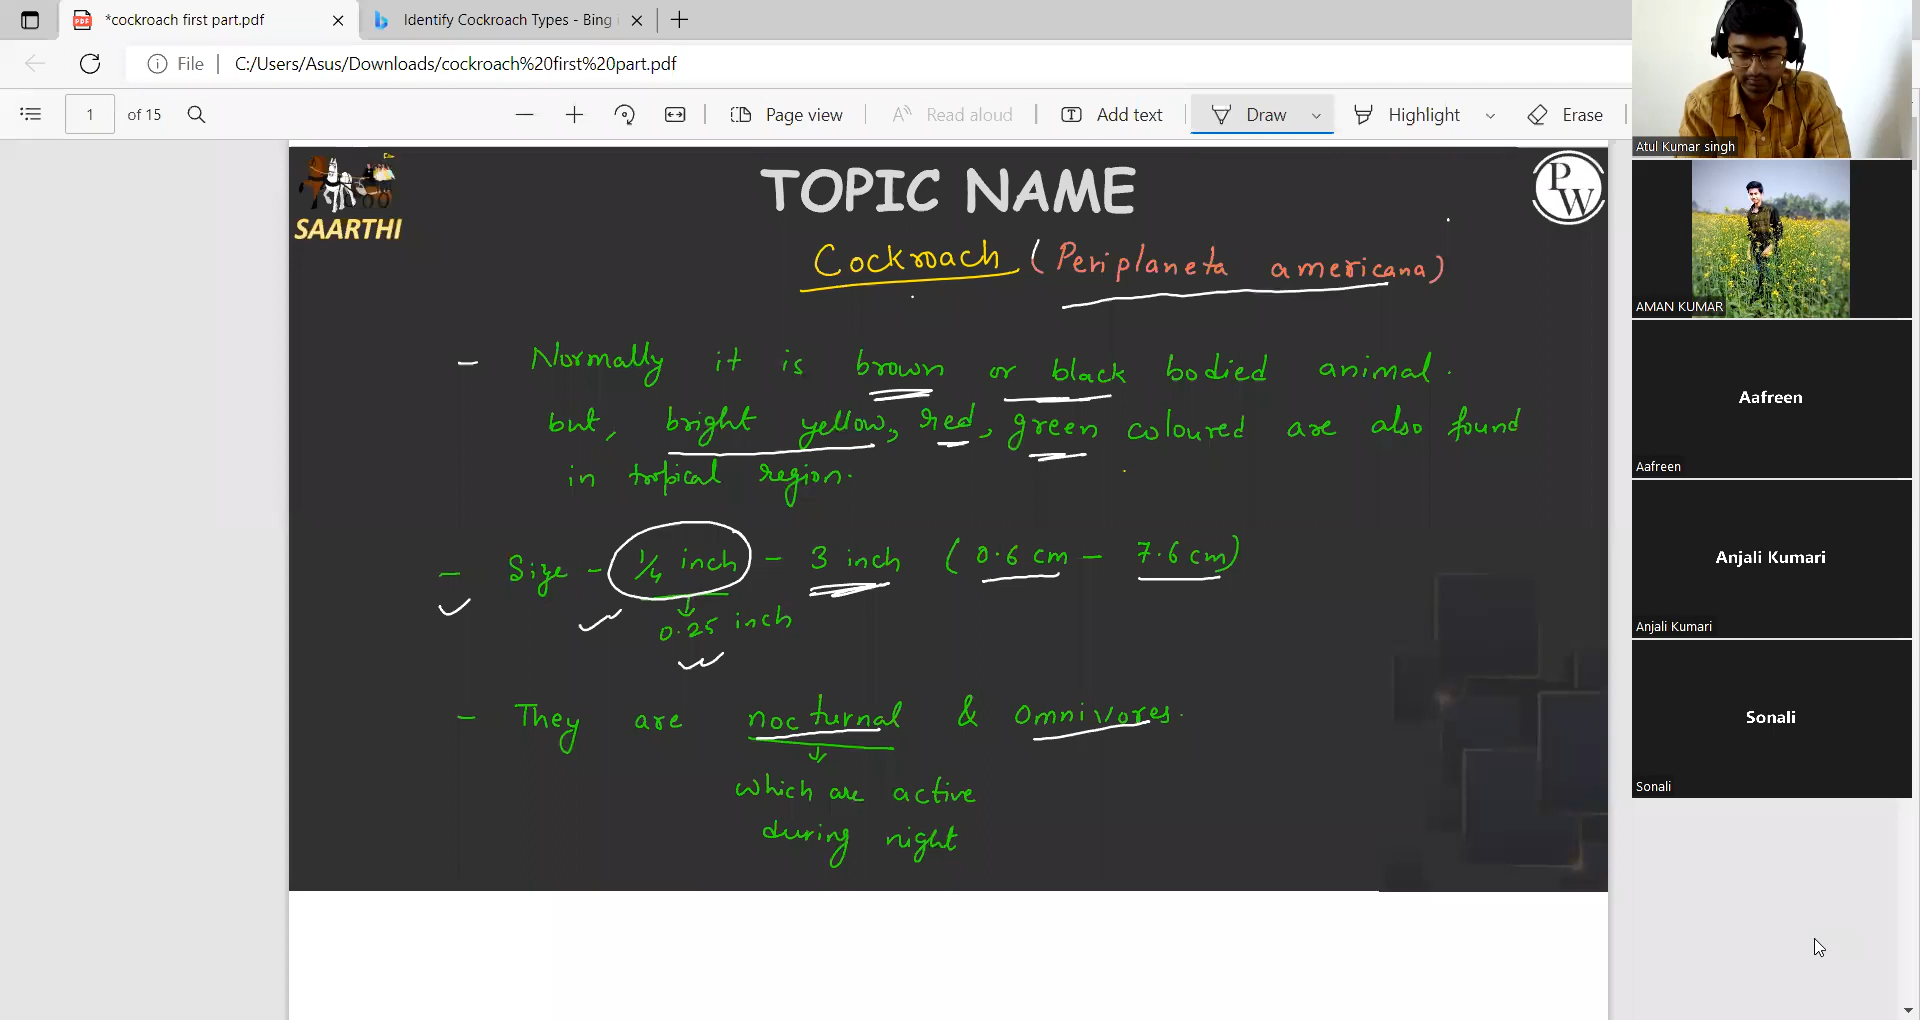 *cockroach first part.pdf
Identify Cockroach Types - Bing i
File
C:/Users/Asus/Downloads/cockroach%20first%20part.pdf
1 of 15
Page view
Read aloud
Add text
Draw
Highlight
Erase
SAARTHI
TOPIC NAME
PW
Cockroach (Periplaneta americana)
- Normally it is brown or black bodied animal.
but, bright yellow, red, green coloured are also found
in tropical region.
- Size - 1/4 inch - 3 inch (0.6 cm - 7.6 cm)
0.25 inch
- They are nocturnal & omnivores.
which are active
during night
Atul Kumar singh
AMAN KUMAR
Aafreen
Aafreen
Anjali Kumari
Anjali Kumari
Sonali
Sonali